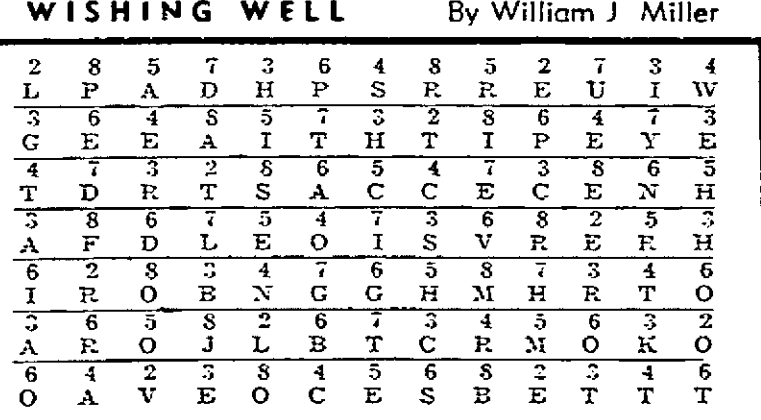 WISHING WELL By William J Miller
2 8 5 7 3 6 4 8 5 2 7 3 4
L P A D H P S R R E U I W
3 6 4 8 5 7 3 2 8 6 4 7 3
G E E A I T H T I P E Y E
4 7 3 2 8 6 5 4 7 3 8 6 5
T D R T S A C C E C E N H
3 8 6 7 5 4 7 3 6 8 2 5 3
A F D L E O I S V R E R H
6 2 8 3 4 7 6 5 8 7 3 4 6
I R O B N G G H M H R T O
3 6 5 8 2 6 7 3 4 5 6 3 2
A R O J L B T C R M O K O
6 4 2 3 8 4 5 6 8 2 3 4 6
O A V E O C E S B E T T T